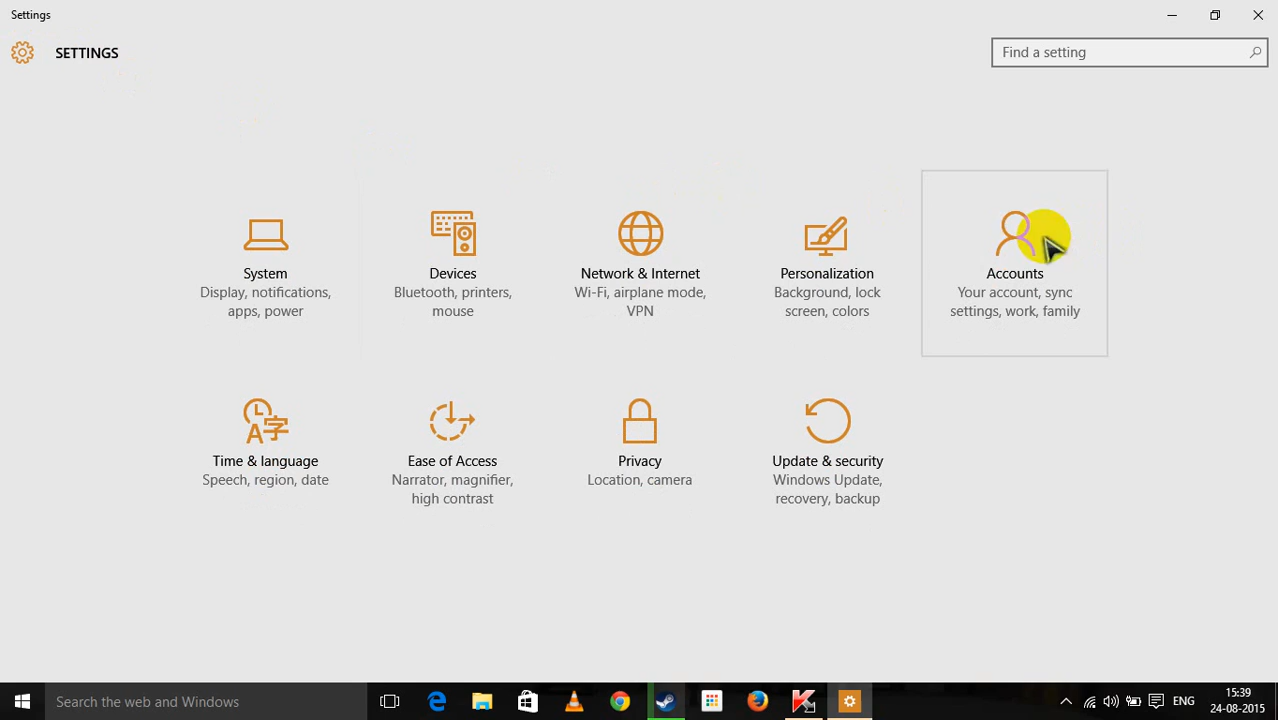 Settings
SETTINGS
Find a setting
System
Display, notifications,
apps, power
Devices
Bluetooth, printers,
mouse
Network & Internet
Wi-Fi, airplane mode,
VPN
Personalization
Background, lock
screen, colors
Accounts
Your account, sync
settings, work, family
A字
Time & language
Speech, region, date
Ease of Access
Narrator, magnifier,
high contrast
Privacy
Location, camera
Update & security
Windows Update,
recovery, backup
Search the web and Windows
ENG
15:39
24-08-2015